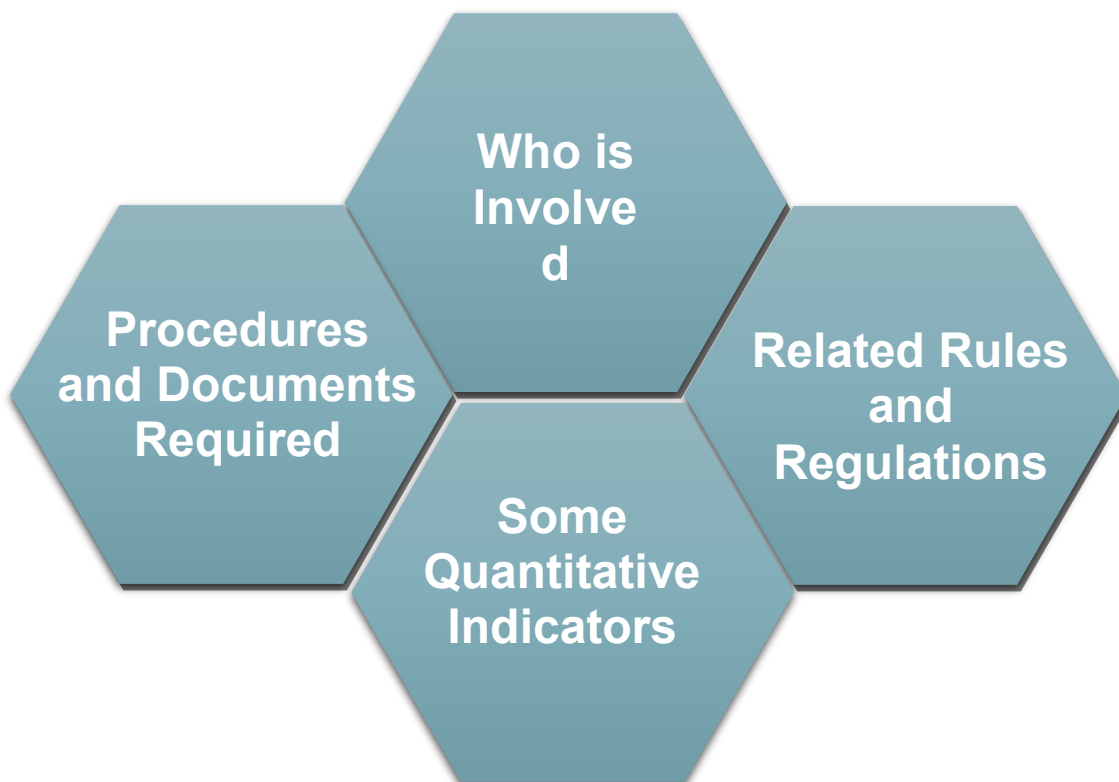 Who is
Involve
d
Procedures
and Documents
Required
Related Rules
and
Regulations
Some
Quantitative
Indicators